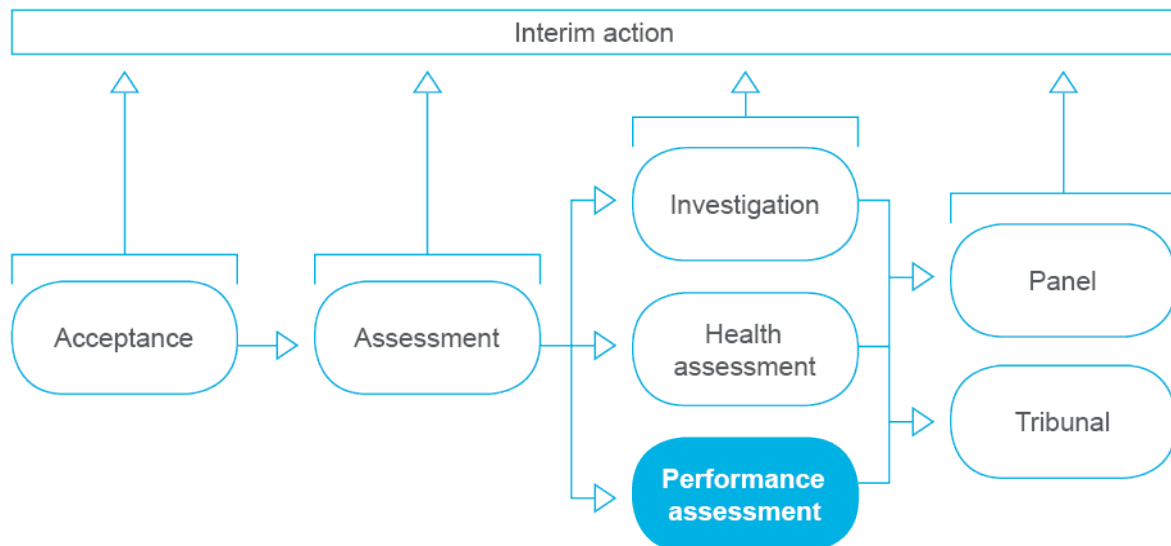 Interim action
Acceptance
Assessment
Investigation
Health
assessment
Performance
assessment
Panel
Tribunal